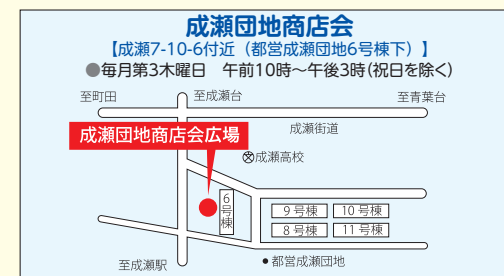 成瀬団地商店会
【成瀬7-10-6付近（都営成瀬団地6号棟下）】
●毎月第3木曜日　午前10時～午後3時(祝日を除く)
至町田
至成瀬台
至青葉台
成瀬街道
成瀬団地商店会広場
成瀬高校
6号棟
9号棟
10号棟
8号棟
11号棟
至成瀬駅
都営成瀬団地